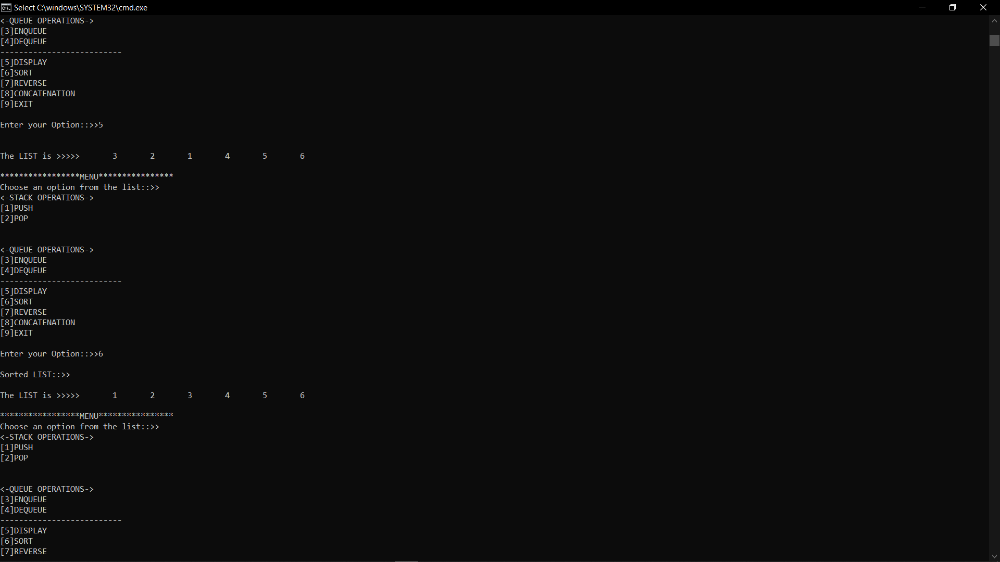 Select C:\windows\SYSTEM32\cmd.exe
<-QUEUE OPERATIONS->
[3]ENQUEUE
[4]DEQUEUE
--------------------------
[5]DISPLAY
[6]SORT
[7]REVERSE
[8]CONCATENATION
[9]EXIT
Enter your Option::>>5
The LIST is >>>>> 3 2 1 4 5 6
*****************MENU****************
Choose an option from the list::>>
<-STACK OPERATIONS->
[1]PUSH
[2]POP
<-QUEUE OPERATIONS->
[3]ENQUEUE
[4]DEQUEUE
--------------------------
[5]DISPLAY
[6]SORT
[7]REVERSE
[8]CONCATENATION
[9]EXIT
Enter your Option::>>6
Sorted LIST::>>
The LIST is >>>>> 1 2 3 4 5 6
*****************MENU****************
Choose an option from the list::>>
<-STACK OPERATIONS->
[1]PUSH
[2]POP
<-QUEUE OPERATIONS->
[3]ENQUEUE
[4]DEQUEUE
--------------------------
[5]DISPLAY
[6]SORT
[7]REVERSE